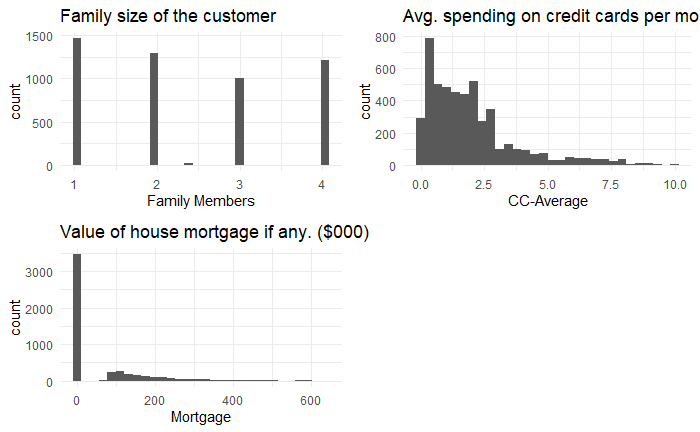 Family size of the customer
1500
1000
500
0
count
1
2
3
4
Family Members
Avg. spending on credit cards per mo
800
600
400
200
0
count
0.0
2.5
5.0
7.5
10.0
CC-Average
Value of house mortgage if any. ($000)
3000
2000
1000
0
count
0
200
400
600
Mortgage